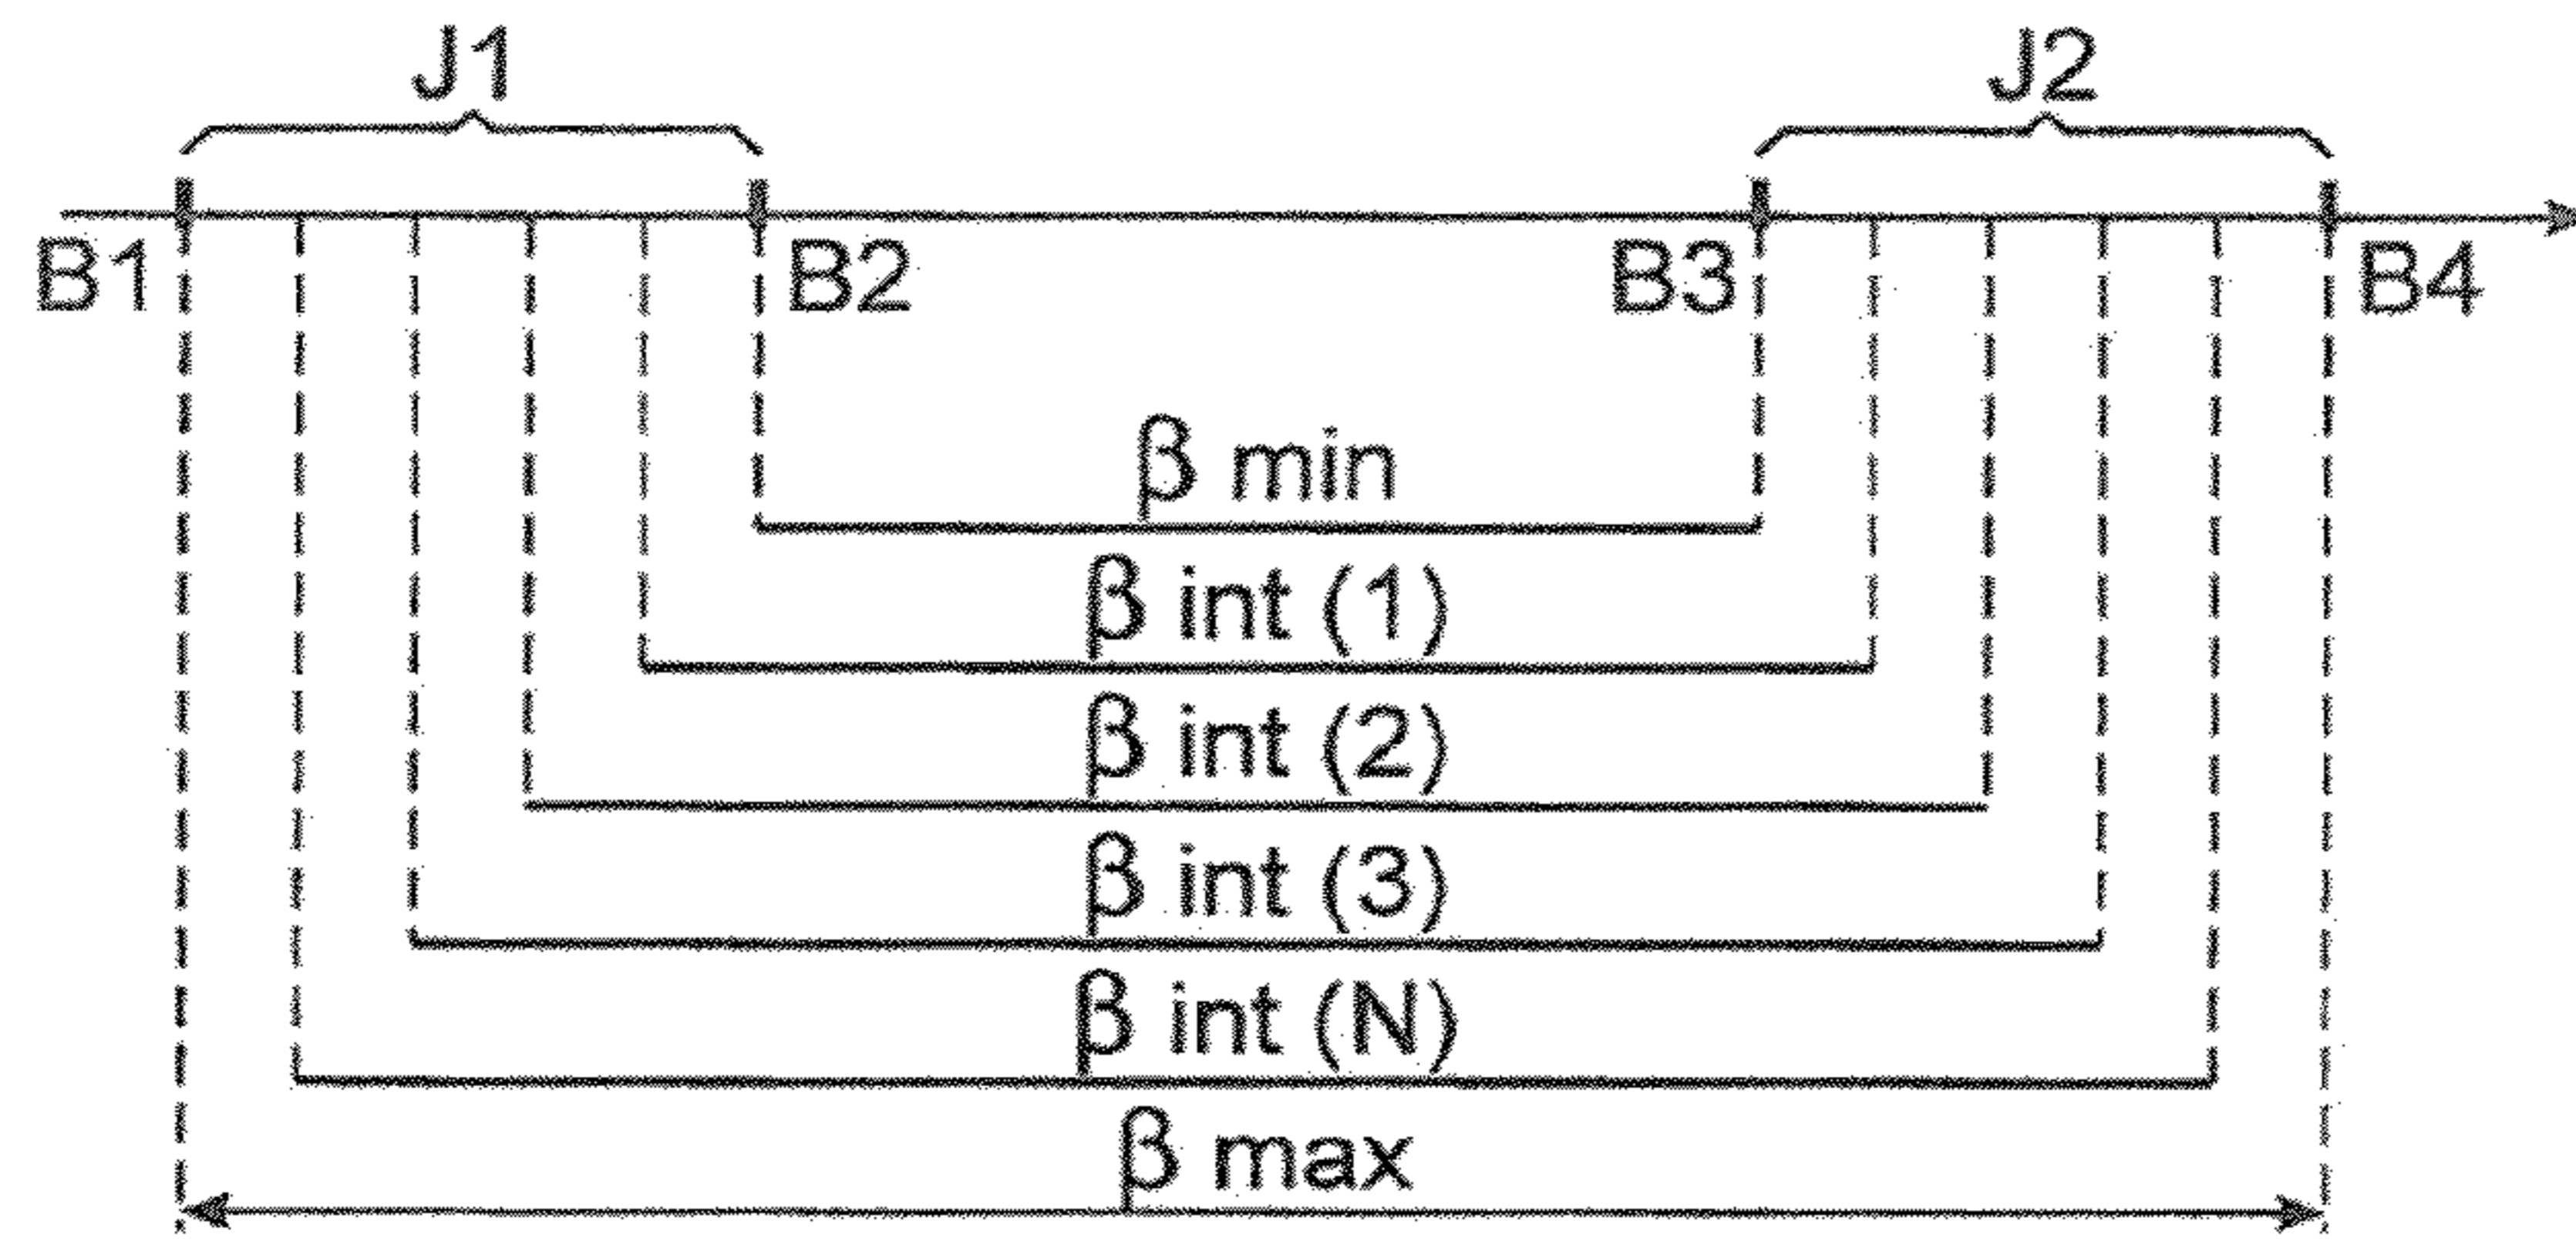 J1 J2
B1 B2 B3 B4
β min
β int (1)
β int (2)
β int (3)
β int (N)
β max